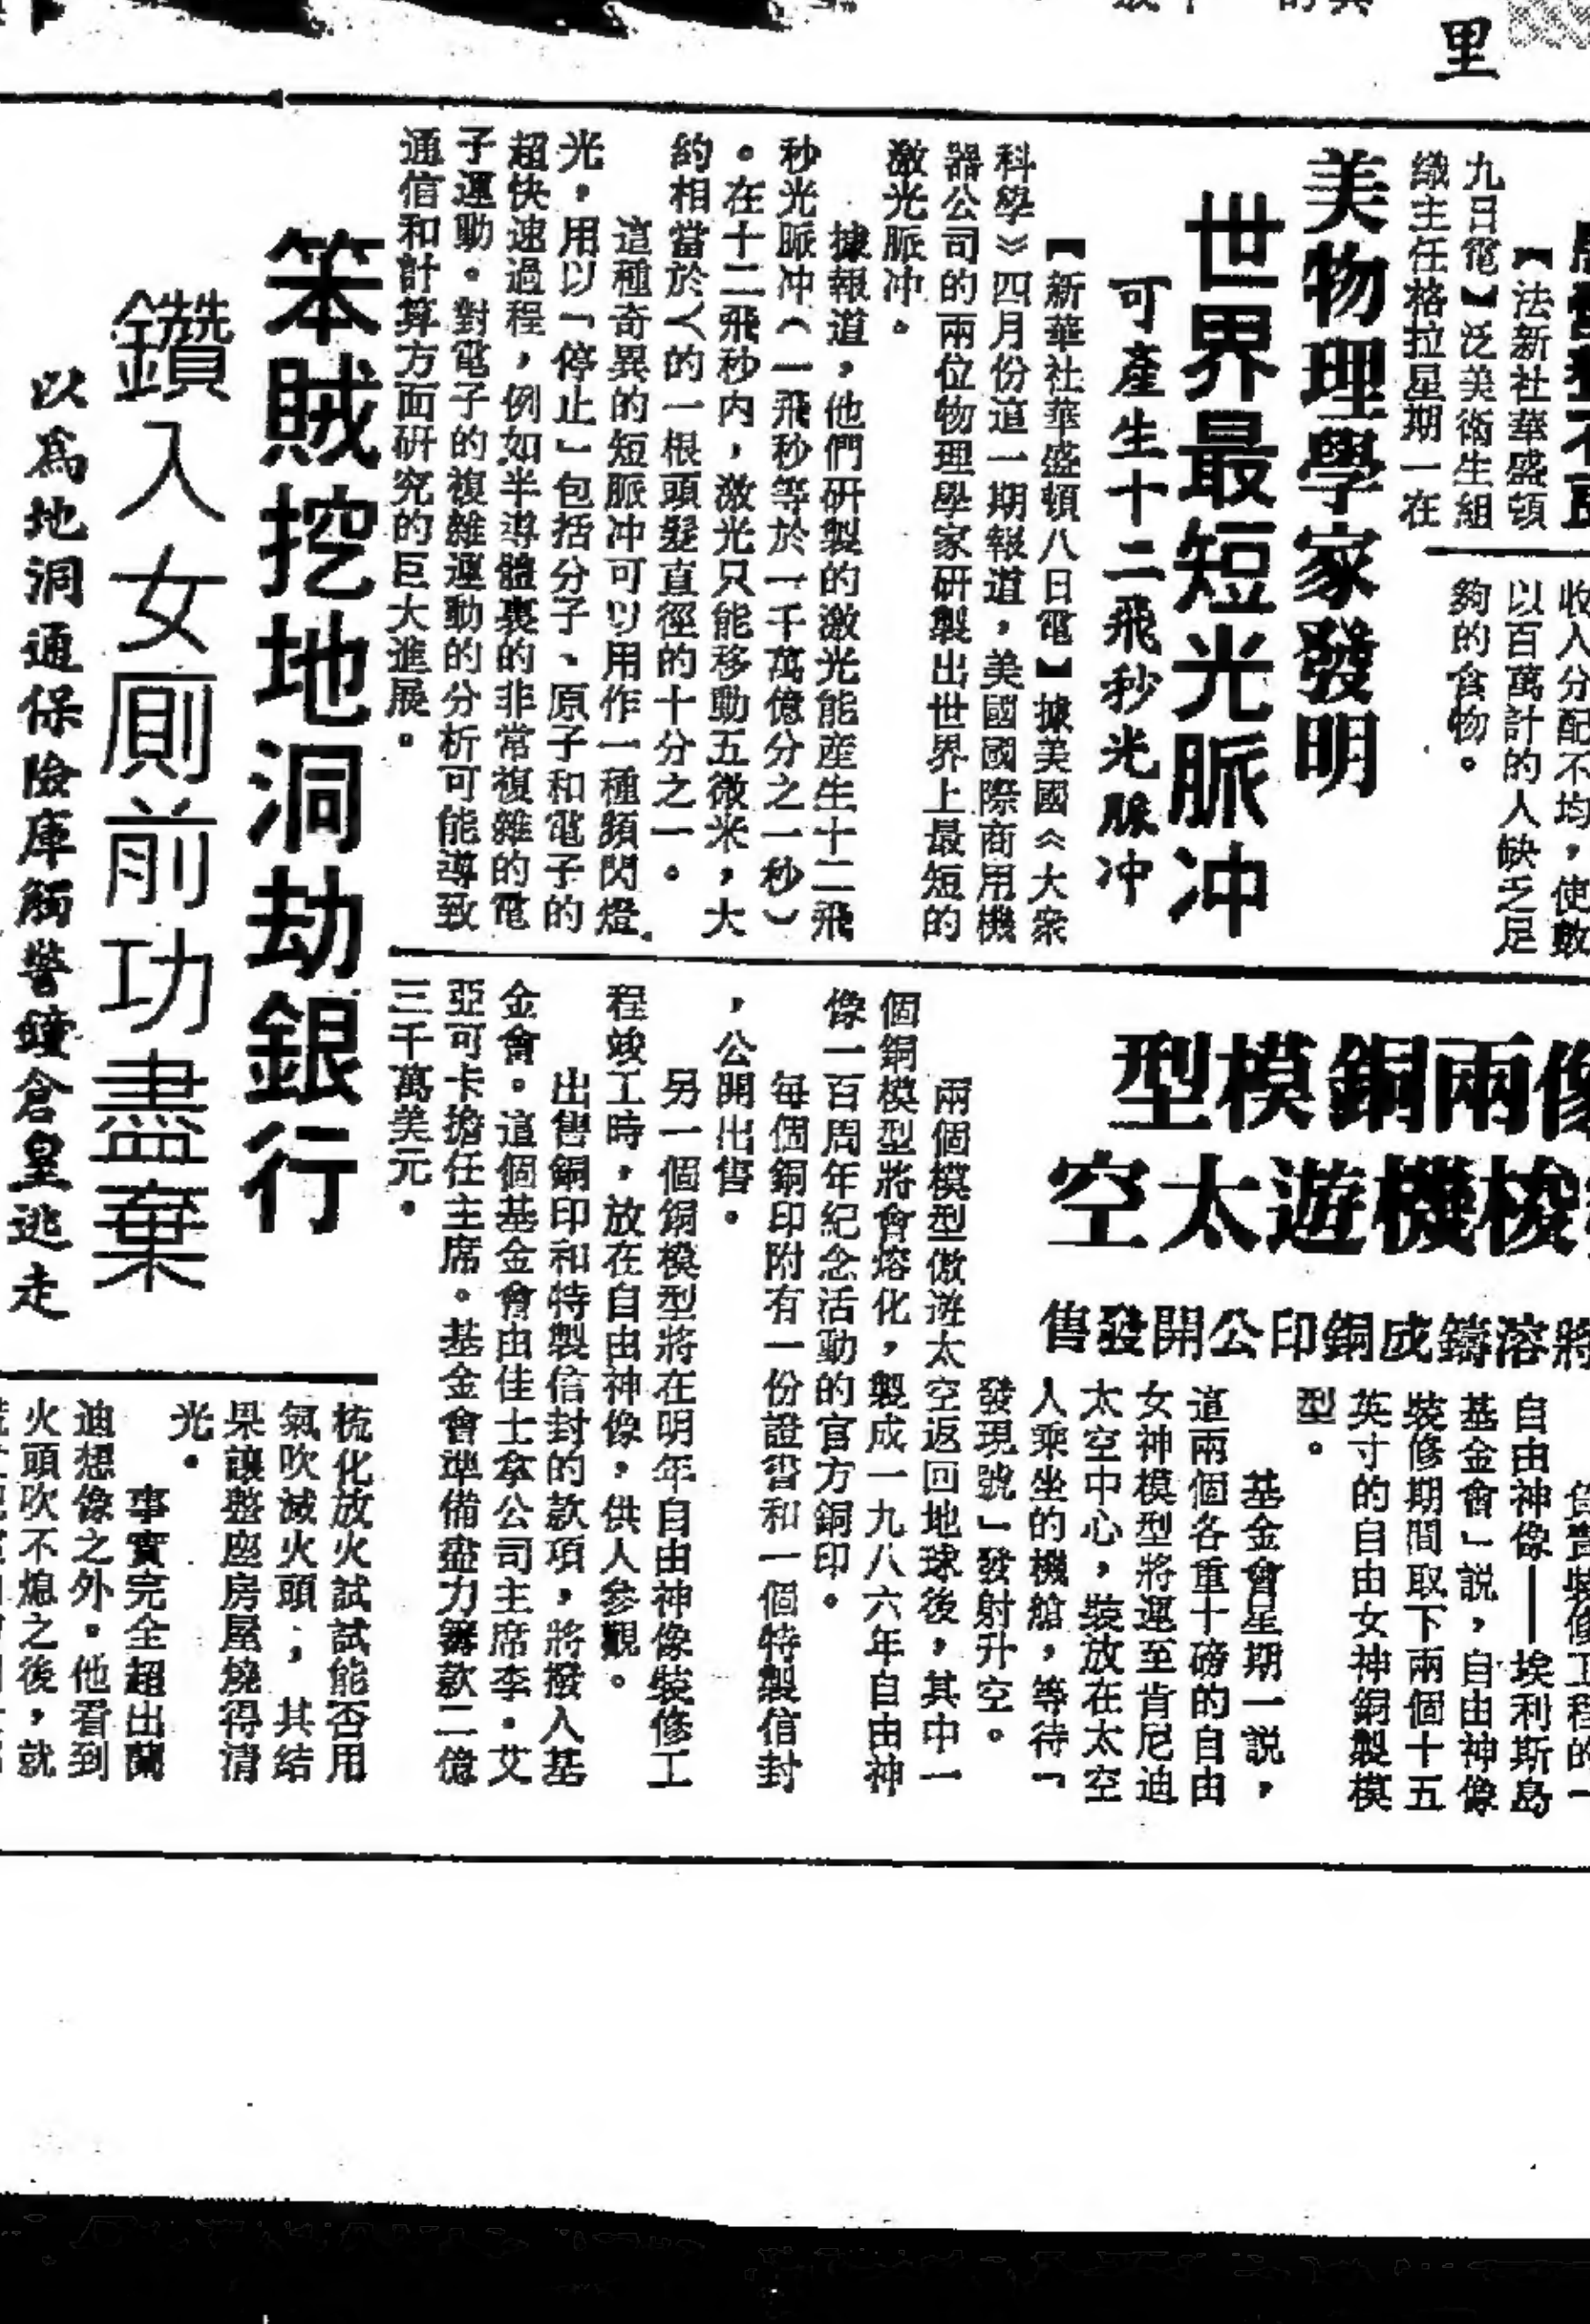 里
【法新社華盛頓
九日電】泛美衛生組
織主任格拉星期一在
收入分配不均，使數
以百萬計的人缺乏足
夠的食物。
美物理學家發明
世界最短光脈冲
可產生十二飛秒光脈冲
【新華社華盛頓八日電】據美國《大衆
科學》四月份這一期報道，美國國際商用機
器公司的兩位物理學家研製出世界上最短的
激光脈冲。
據報道，他們研製的激光能産生十二飛
秒光脈冲（一飛秒等於一千萬億分之一秒）
。在十二飛秒内，激光只能移動五微米，大
約相當於人的一根頭髮直徑的十分之一。
這種奇異的短脈冲可以用作一種頻閃燈
光，用以「停止」包括分子、原子和電子的
超快速過程，例如半導體裏的非常複雜的電
子運動。對電子的複雜運動的分析可能導致
通信和計算方面研究的巨大進展。
像兩銅模型
梭機遊太空
將溶鑄成銅印公開發售
負責裝修工程的一
自由神像——埃利斯島
基金會」説，自由神像
裝修期間取下兩個十五
英寸的自由女神銅製模
型。
基金會星期一説，
這兩個各重十磅的自由
女神模型將運至肯尼迪
太空中心，裝放在太空
人乘坐的機艙，等待「
發現號」發射升空。
兩個模型傲遊太空返回地球後，其中一
個銅模型將會熔化，製成一九八六年自由神
像一百周年紀念活動的官方銅印。
每個銅印附有一份證書和一個特製信封
，公開出售。
另一個銅模型將在明年自由神像裝修工
程竣工時，放在自由神像，供人參觀。
出售銅印和特製信封的款項，將撥入基
金會。這個基金會由佳士拿公司主席李·艾
亞可卡擔任主席。基金會準備盡力籌款二億
三千萬美元。
笨賊挖地洞劫銀行
鑽入女厠前功盡棄
以爲地洞通保險庫觸警鐘倉皇逃走
梳化放火試試能否用
氣吹滅火頭，其結
果讓整座房屋燒得清
光。
事實完全超出蘭
迪想像之外。他看到
火頭吹不熄之後，就